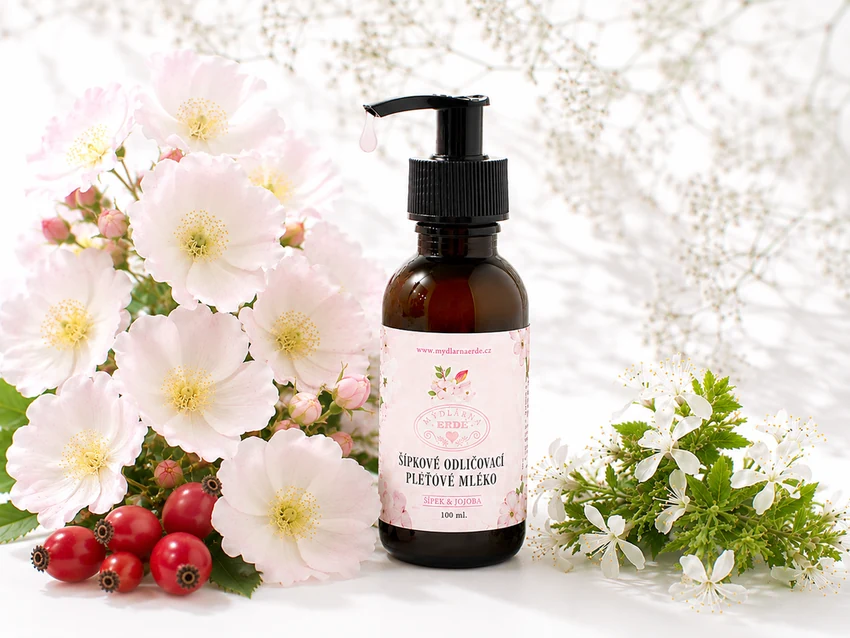 www.mydlarnaerde.cz
MÝDLÁRNA
ERDE
ŠÍPKOVÉ ODLIČOVACÍ
PLEŤOVÉ MLÉKO
ŠÍPEK & JOJOBA
100 ml.